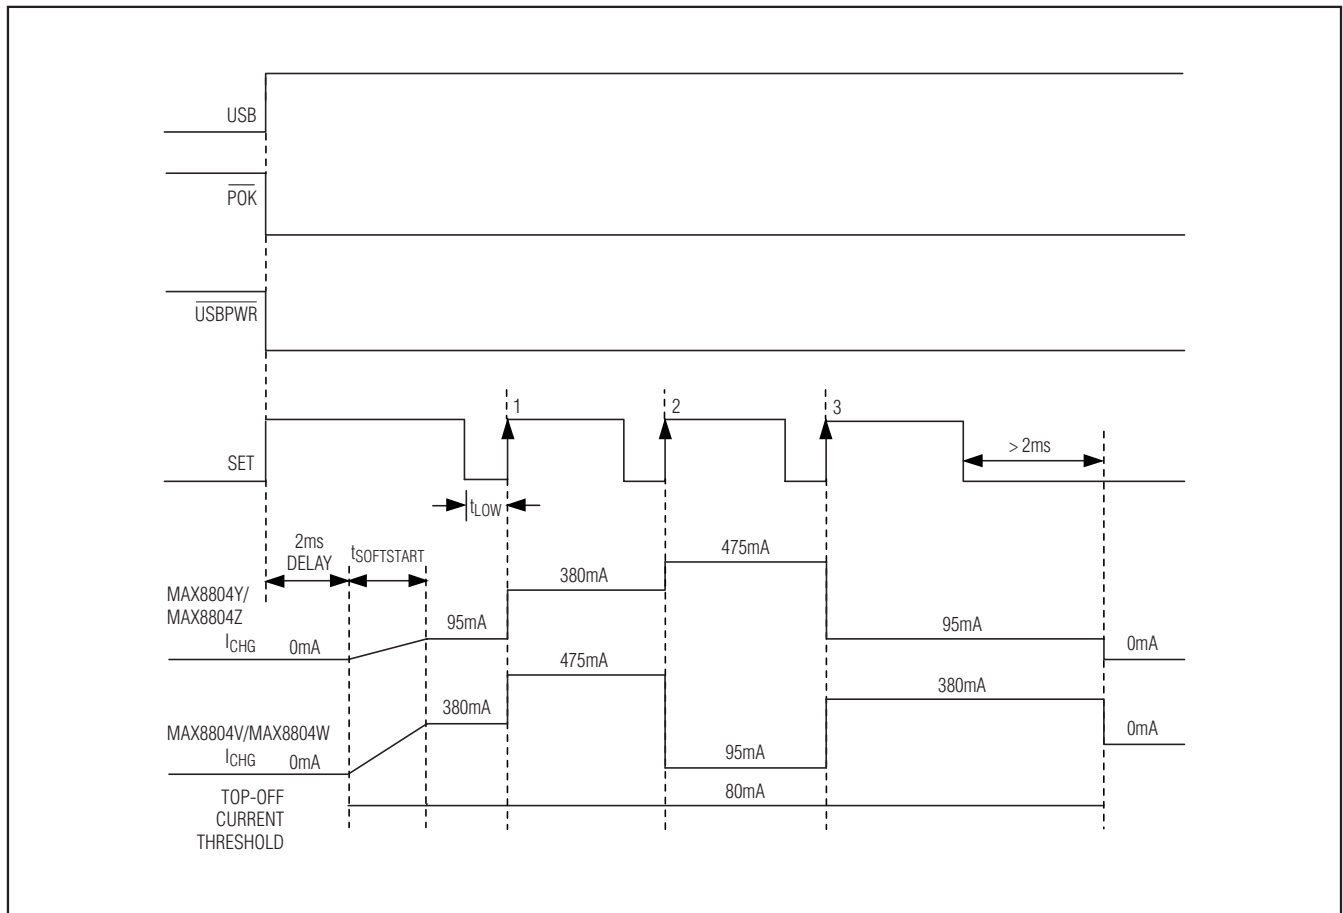 USB
POK
USBPWR
1
2
3
SET
> 2ms
tLOW
2ms
DELAY
tSOFTSTART
475mA
380mA
MAX8804Y/
MAX8804Z
ICHG 0mA
95mA
95mA
0mA
475mA
380mA
380mA
MAX8804V/MAX8804W
ICHG 0mA
95mA
0mA
TOP-OFF
CURRENT
THRESHOLD
80mA